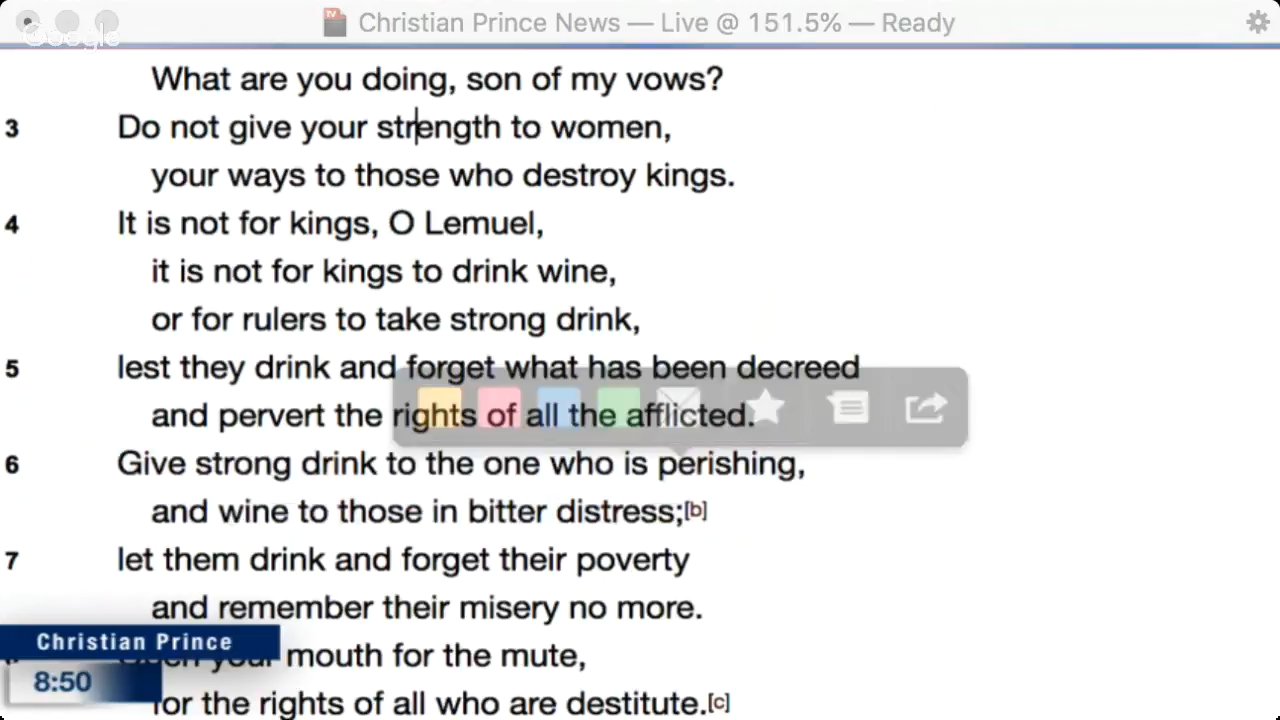 Christian Prince News — Live @ 151.5% — Ready
Google
What are you doing, son of my vows?
3 Do not give your strength to women,
your ways to those who destroy kings.
4 It is not for kings, O Lemuel,
it is not for kings to drink wine,
or for rulers to take strong drink,
5 lest they drink and forget what has been decreed
and pervert the rights of all the afflicted.
6 Give strong drink to the one who is perishing,
and wine to those in bitter distress;[b]
7 let them drink and forget their poverty
and remember their misery no more.
Christian Prince
your mouth for the mute,
8:50
for the rights of all who are destitute.[c]